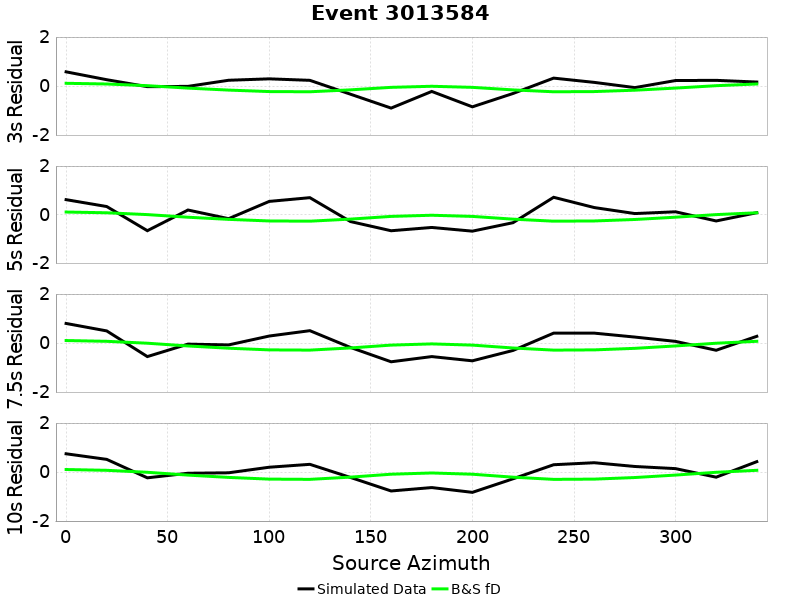 Event 3013584
3s Residual
2
0
-2
5s Residual
2
0
-2
7.5s Residual
2
0
-2
10s Residual
2
0
-2
0 50 100 150 200 250 300
Source Azimuth
Simulated Data B&S fD